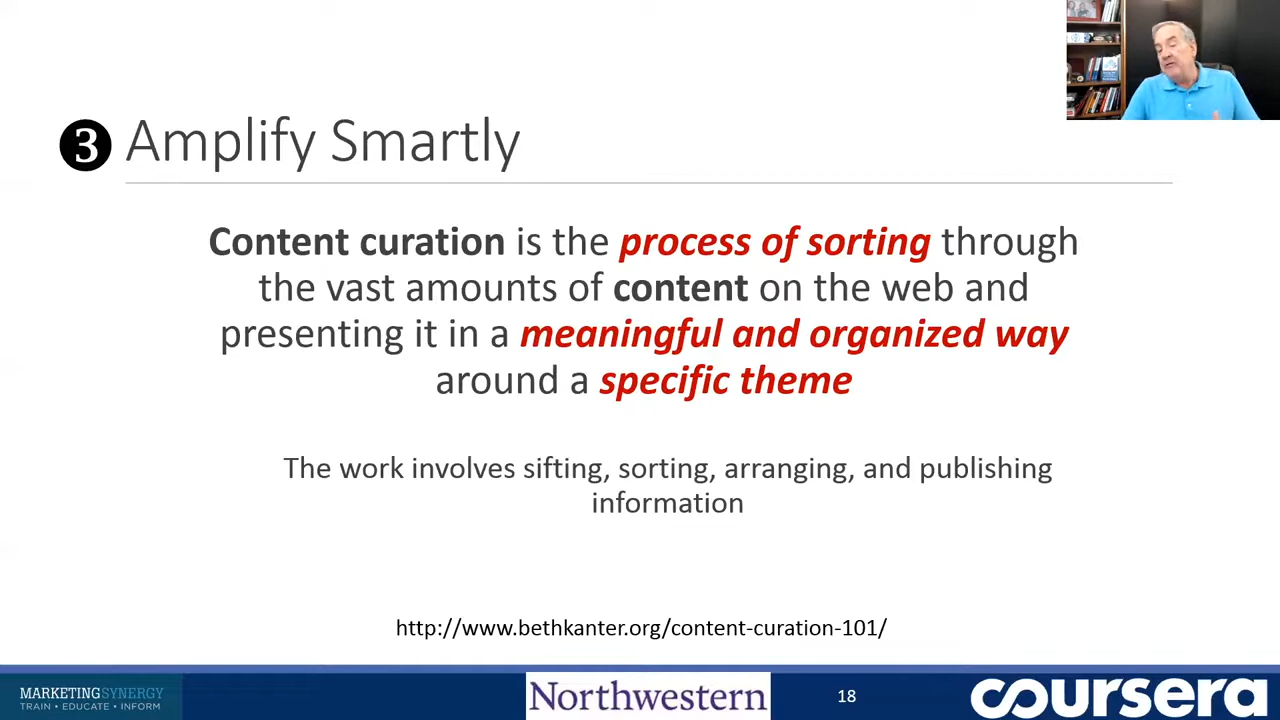 ❸ Amplify Smartly
Content curation is the process of sorting through
the vast amounts of content on the web and
presenting it in a meaningful and organized way
around a specific theme
The work involves sifting, sorting, arranging, and publishing
information
http://www.bethkanter.org/content-curation-101/
MARKETINGSYNERGY
TRAIN • EDUCATE • INFORM
Northwestern
18
coursera